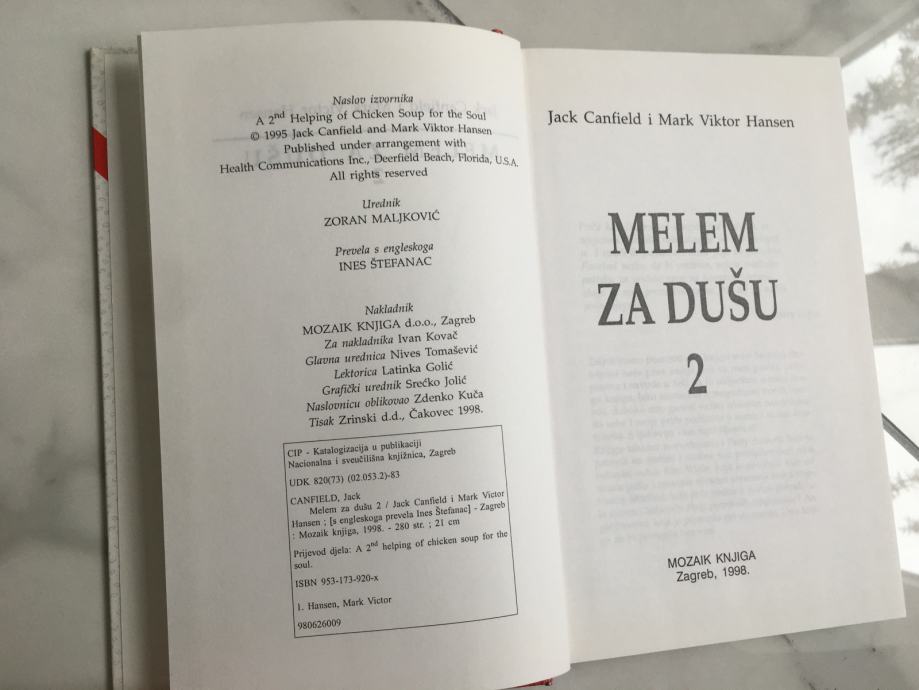 Naslov izvornika
A 2nd Helping of Chicken Soup for the Soul
© 1995 Jack Canfield and Mark Viktor Hansen
Published under arrangement with
Health Communications Inc., Deerfield Beach, Florida, U.S.A.
All rights reserved
Urednik
ZORAN MALJKOVIĆ
Prevela s engleskoga
INES ŠTEFANAC
Nakladnik
MOZAIK KNJIGA d.o.o., Zagreb
Za nakladnika Ivan Kovač
Glavna urednica Nives Tomašević
Lektorica Latinka Golić
Grafički urednik Srećko Jolić
Naslovnicu oblikovao Zdenko Kuča
Tisak Zrinski d.d., Čakovec 1998.
CIP - Katalogizacija u publikaciji
Nacionalna i sveučilišna knjižnica, Zagreb
UDK 820(73) (02.053.2)-83
CANFIELD, Jack
Melem za dušu 2 / Jack Canfield i Mark Victor
Hansen ; [s engleskoga prevela Ines Štefanac] - Zagreb
: Mozaik knjiga, 1998. - 280 str. ; 21 cm
Prijevod djela: A 2nd helping of chicken soup for the
soul.
ISBN 953-173-920-x
1. Hansen, Mark Victor
980626009
Jack Canfield i Mark Viktor Hansen
MELEM
ZA DUŠU
2
MOZAIK KNJIGA
Zagreb, 1998.